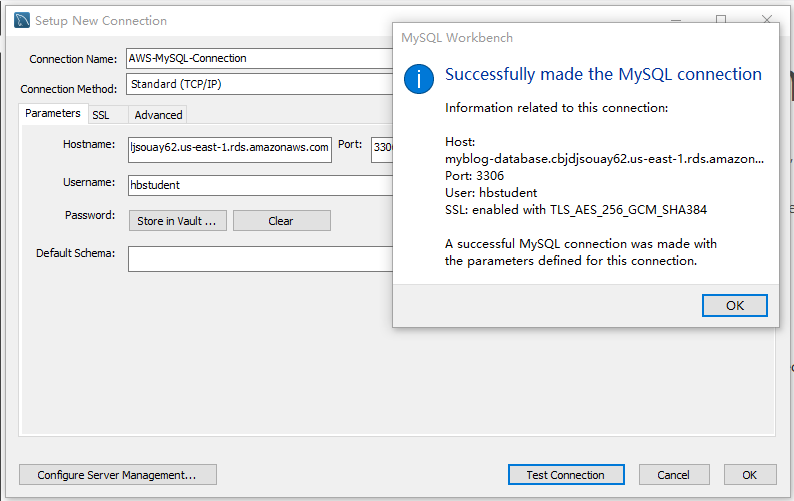 Setup New Connection
Connection Name: AWS-MySQL-Connection
Connection Method: Standard (TCP/IP)
Parameters SSL Advanced
Hostname: ljsouay62.us-east-1.rds.amazonaws.com Port: 3306
Username: hbstudent
Password: Store in Vault ... Clear
Default Schema:
Configure Server Management... Test Connection Cancel OK
MySQL Workbench
Successfully made the MySQL connection
Information related to this connection:
Host:
myblog-database.cbjdjsouay62.us-east-1.rds.amazon...
Port: 3306
User: hbstudent
SSL: enabled with TLS_AES_256_GCM_SHA384
A successful MySQL connection was made with
the parameters defined for this connection.
OK